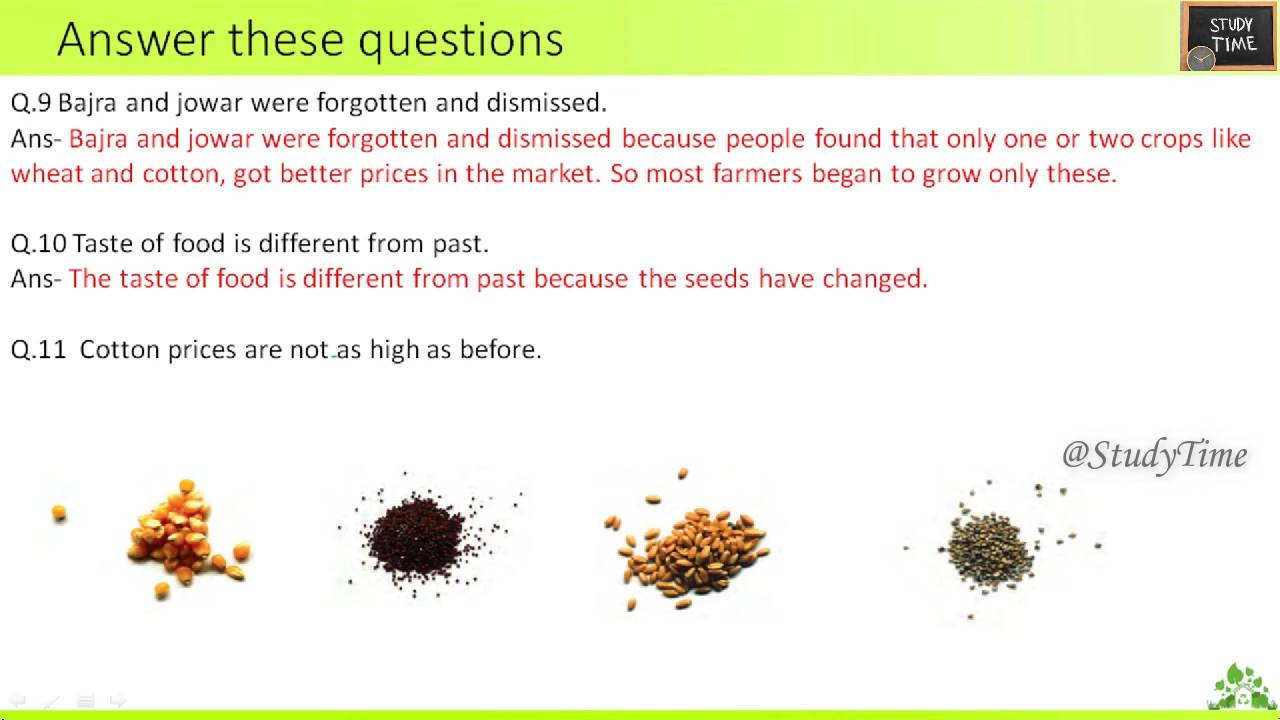 Answer these questions
STUDY
TIME
Q.9 Bajra and jowar were forgotten and dismissed.
Ans- Bajra and jowar were forgotten and dismissed because people found that only one or two crops like
wheat and cotton, got better prices in the market. So most farmers began to grow only these.
Q.10 Taste of food is different from past.
Ans- The taste of food is different from past because the seeds have changed.
Q.11 Cotton prices are not as high as before.
@StudyTime